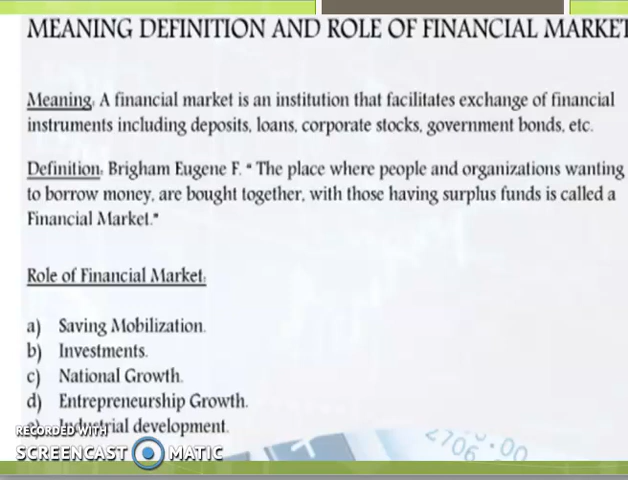 MEANING DEFINITION AND ROLE OF FINANCIAL MARKET
Meaning. A financial market is an institution that facilitates exchange of financial
instruments including deposits, loans, corporate stocks, government bonds, etc.
Definition. Brigham Eugene F. " The place where people and organizations wanting
to borrow money, are bought together, with those having surplus funds is called a
Financial Market."
Role of Financial Market:
a) Saving Mobilization.
b) Investments.
c) National Growth.
d) Entrepreneurship Growth.
e) Industrial development.
RECORDED WITH
SCREENCAST MATIC
2706 .00